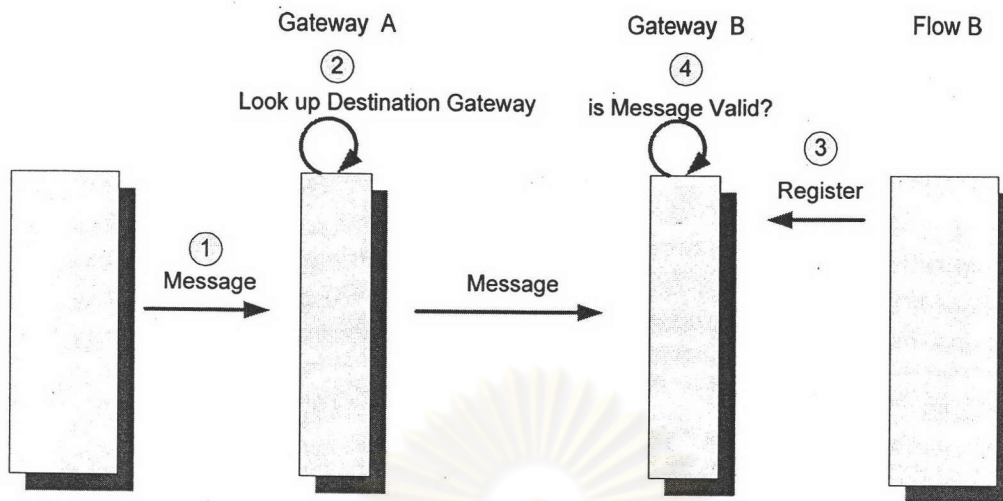 Gateway A
Gateway B
Flow B
2
4
Look up Destination Gateway
is Message Valid?
3
Register
1
Message
Message